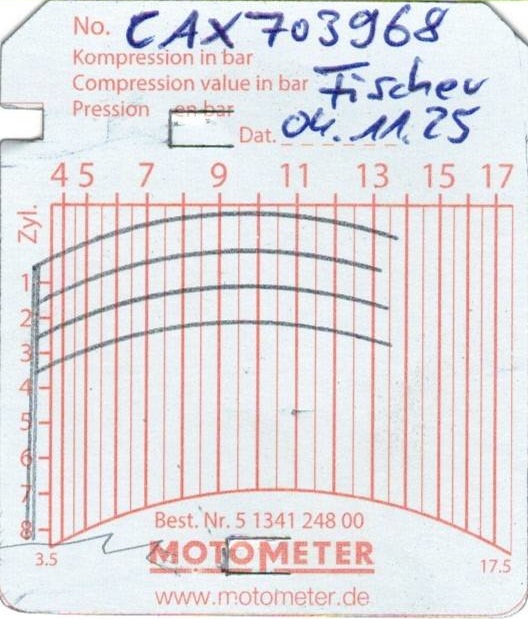 No. CAX703968
Kompression in bar
Compression value in bar Fischer
Pression en bar
Dat. 04.11.25
4 5 7 9 11 13 15 17
Zyl.
1
2
3
4
5
6
7
8
Best. Nr. 5 1341 248 00
3.5 MOTOMETER 17.5
www.motometer.de